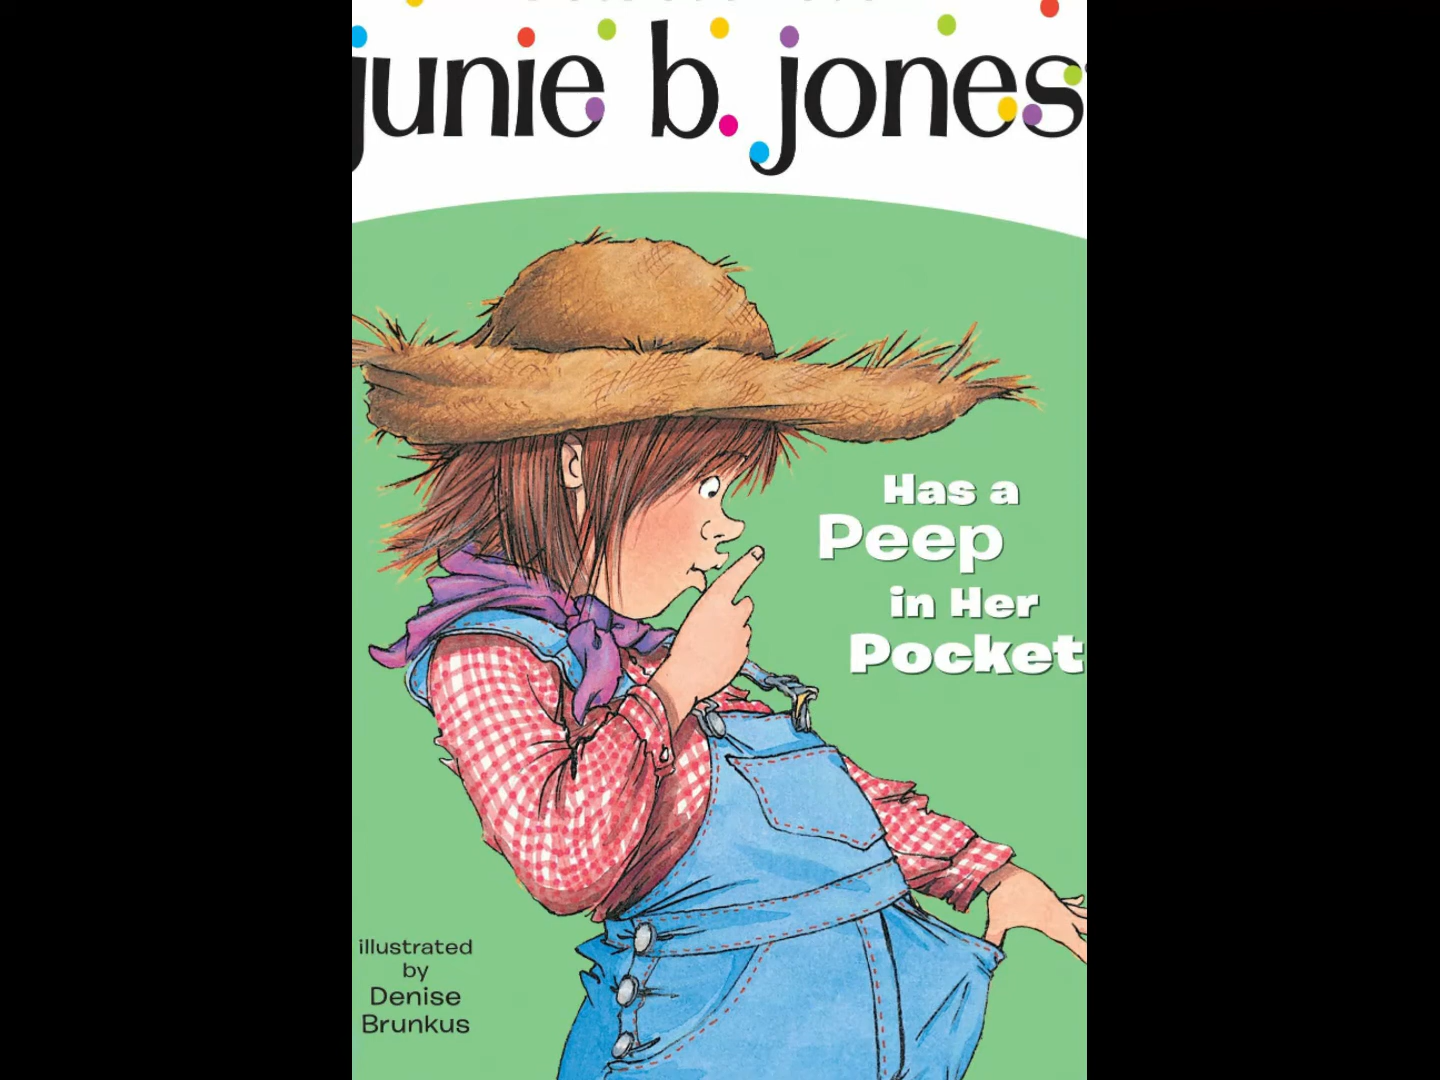 junie b. jones
Has a
Peep
in Her
Pocket
illustrated
by
Denise
Brunkus